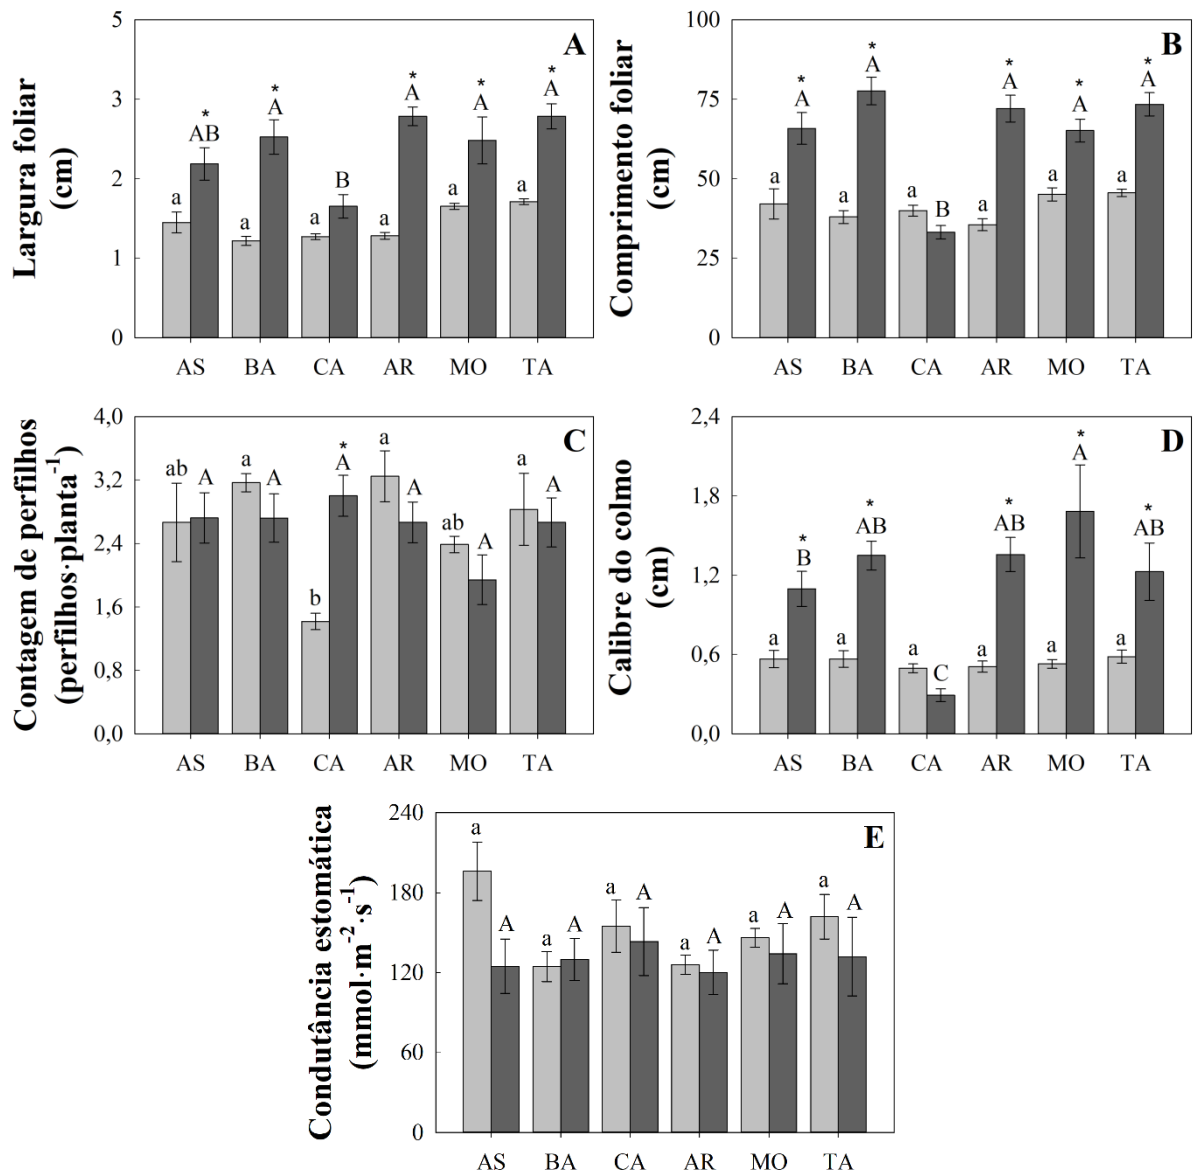 A
Largura foliar
(cm)
5
3
2
1
0
a
*
AB
a
*
A
a
B
a
*
A
a
*
A
a
*
A
AS BA CA AR MO TA
B
Comprimento foliar
(cm)
100
75
50
25
0
a
*
A
a
*
A
a
B
a
*
A
a
*
A
a
*
A
AS BA CA AR MO TA
C
Contagem de perfilhos
(perfilhos·planta⁻¹)
4,0
3,2
2,4
1,6
0,8
0,0
ab
A
a
A
b
*
A
a
A
ab
A
a
A
AS BA CA AR MO TA
D
Calibre do colmo
(cm)
2,4
1,8
1,2
0,6
0,0
a
*
B
a
*
AB
a
C
a
*
AB
a
*
A
a
*
AB
AS BA CA AR MO TA
E
Condutância estomática
(mmol·m⁻²·s⁻¹)
240
180
120
60
0
a
A
a
A
a
A
a
A
a
A
a
A
AS BA CA AR MO TA